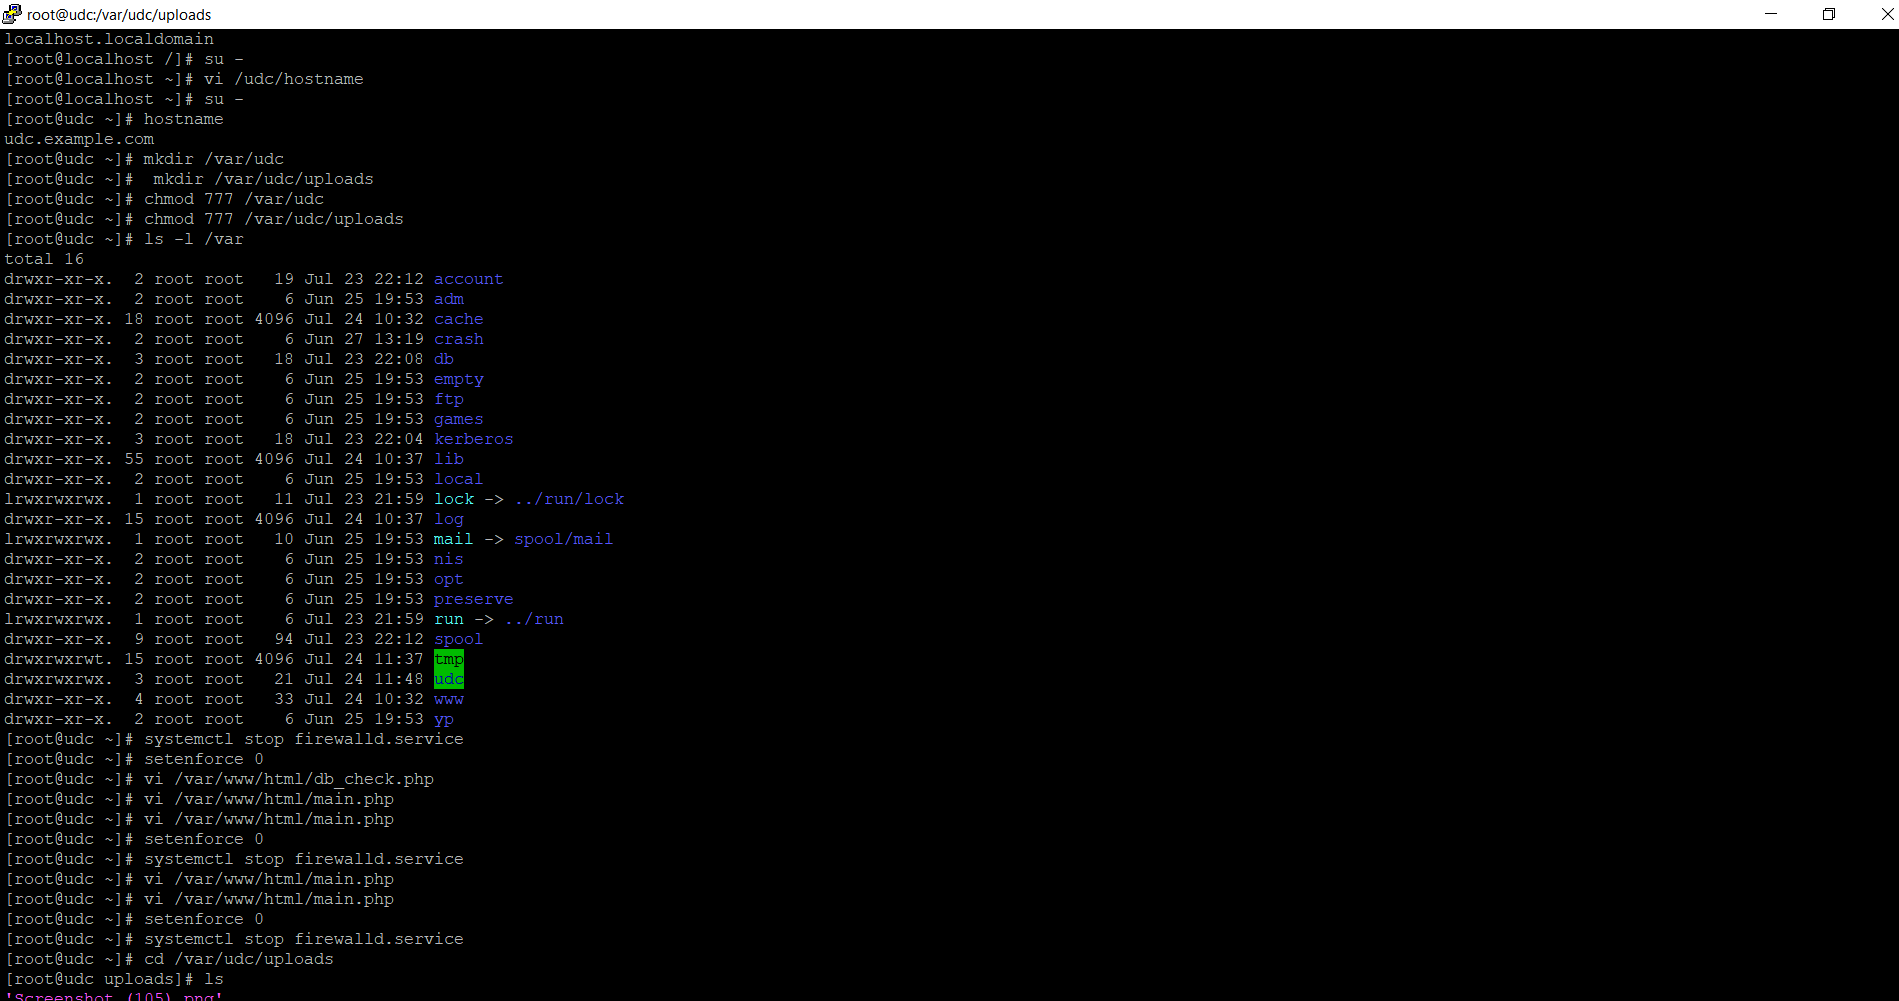 root@udc:/var/udc/uploads
localhost.localdomain
[root@localhost /]# su -
[root@localhost ~]# vi /udc/hostname
[root@localhost ~]# su -
[root@udc ~]# hostname
udc.example.com
[root@udc ~]# mkdir /var/udc
[root@udc ~]#  mkdir /var/udc/uploads
[root@udc ~]# chmod 777 /var/udc
[root@udc ~]# chmod 777 /var/udc/uploads
[root@udc ~]# ls -l /var
total 16
drwxr-xr-x.  2 root root   19 Jul 23 22:12 account
drwxr-xr-x.  2 root root    6 Jun 25 19:53 adm
drwxr-xr-x. 18 root root 4096 Jul 24 10:32 cache
drwxr-xr-x.  2 root root    6 Jun 27 13:19 crash
drwxr-xr-x.  3 root root   18 Jul 23 22:08 db
drwxr-xr-x.  2 root root    6 Jun 25 19:53 empty
drwxr-xr-x.  2 root root    6 Jun 25 19:53 ftp
drwxr-xr-x.  2 root root    6 Jun 25 19:53 games
drwxr-xr-x.  3 root root   18 Jul 23 22:04 kerberos
drwxr-xr-x. 55 root root 4096 Jul 24 10:37 lib
drwxr-xr-x.  2 root root    6 Jun 25 19:53 local
lrwxrwxrwx.  1 root root   11 Jul 23 21:59 lock -> ../run/lock
drwxr-xr-x. 15 root root 4096 Jul 24 10:37 log
lrwxrwxrwx.  1 root root   10 Jun 25 19:53 mail -> spool/mail
drwxr-xr-x.  2 root root    6 Jun 25 19:53 nis
drwxr-xr-x.  2 root root    6 Jun 25 19:53 opt
drwxr-xr-x.  2 root root    6 Jun 25 19:53 preserve
lrwxrwxrwx.  1 root root    6 Jul 23 21:59 run -> ../run
drwxr-xr-x.  9 root root   94 Jul 23 22:12 spool
drwxrwxrwt. 15 root root 4096 Jul 24 11:37 tmp
drwxrwxrwx.  3 root root   21 Jul 24 11:48 udc
drwxr-xr-x.  4 root root   33 Jul 24 10:32 www
drwxr-xr-x.  2 root root    6 Jun 25 19:53 yp
[root@udc ~]# systemctl stop firewalld.service
[root@udc ~]# setenforce 0
[root@udc ~]# vi /var/www/html/db_check.php
[root@udc ~]# vi /var/www/html/main.php
[root@udc ~]# vi /var/www/html/main.php
[root@udc ~]# setenforce 0
[root@udc ~]# systemctl stop firewalld.service
[root@udc ~]# vi /var/www/html/main.php
[root@udc ~]# vi /var/www/html/main.php
[root@udc ~]# setenforce 0
[root@udc ~]# systemctl stop firewalld.service
[root@udc ~]# cd /var/udc/uploads
[root@udc uploads]# ls
'Screenshot (105).png'